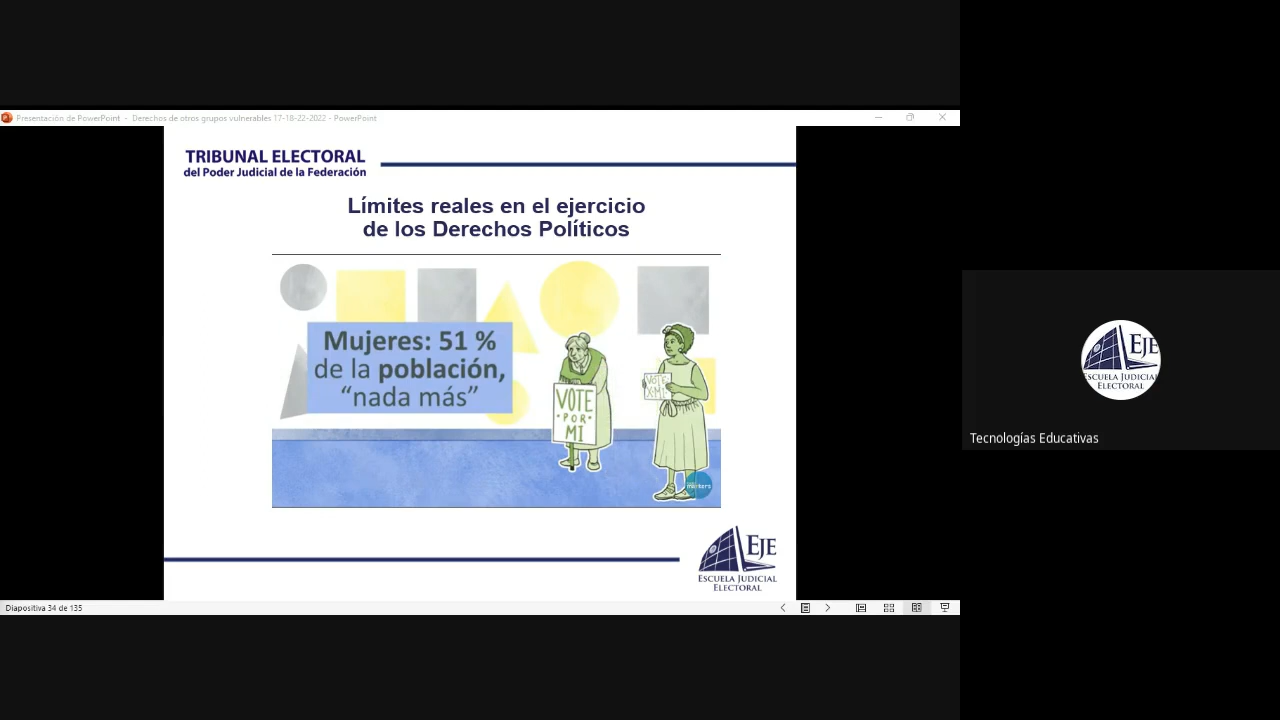 Presentación de PowerPoint - Derechos de otros grupos vulnerables 17-18-22-2022 - PowerPoint
TRIBUNAL ELECTORAL
del Poder Judicial de la Federación
Límites reales en el ejercicio
de los Derechos Políticos
Mujeres: 51 %
de la población,
“nada más”
VOTE
•POR•
MI
VOTE
X•MI
EJE
ESCUELA JUDICIAL
ELECTORAL
Diapositiva 34 de 135
EJE
ESCUELA JUDICIAL
ELECTORAL
Tecnologías Educativas